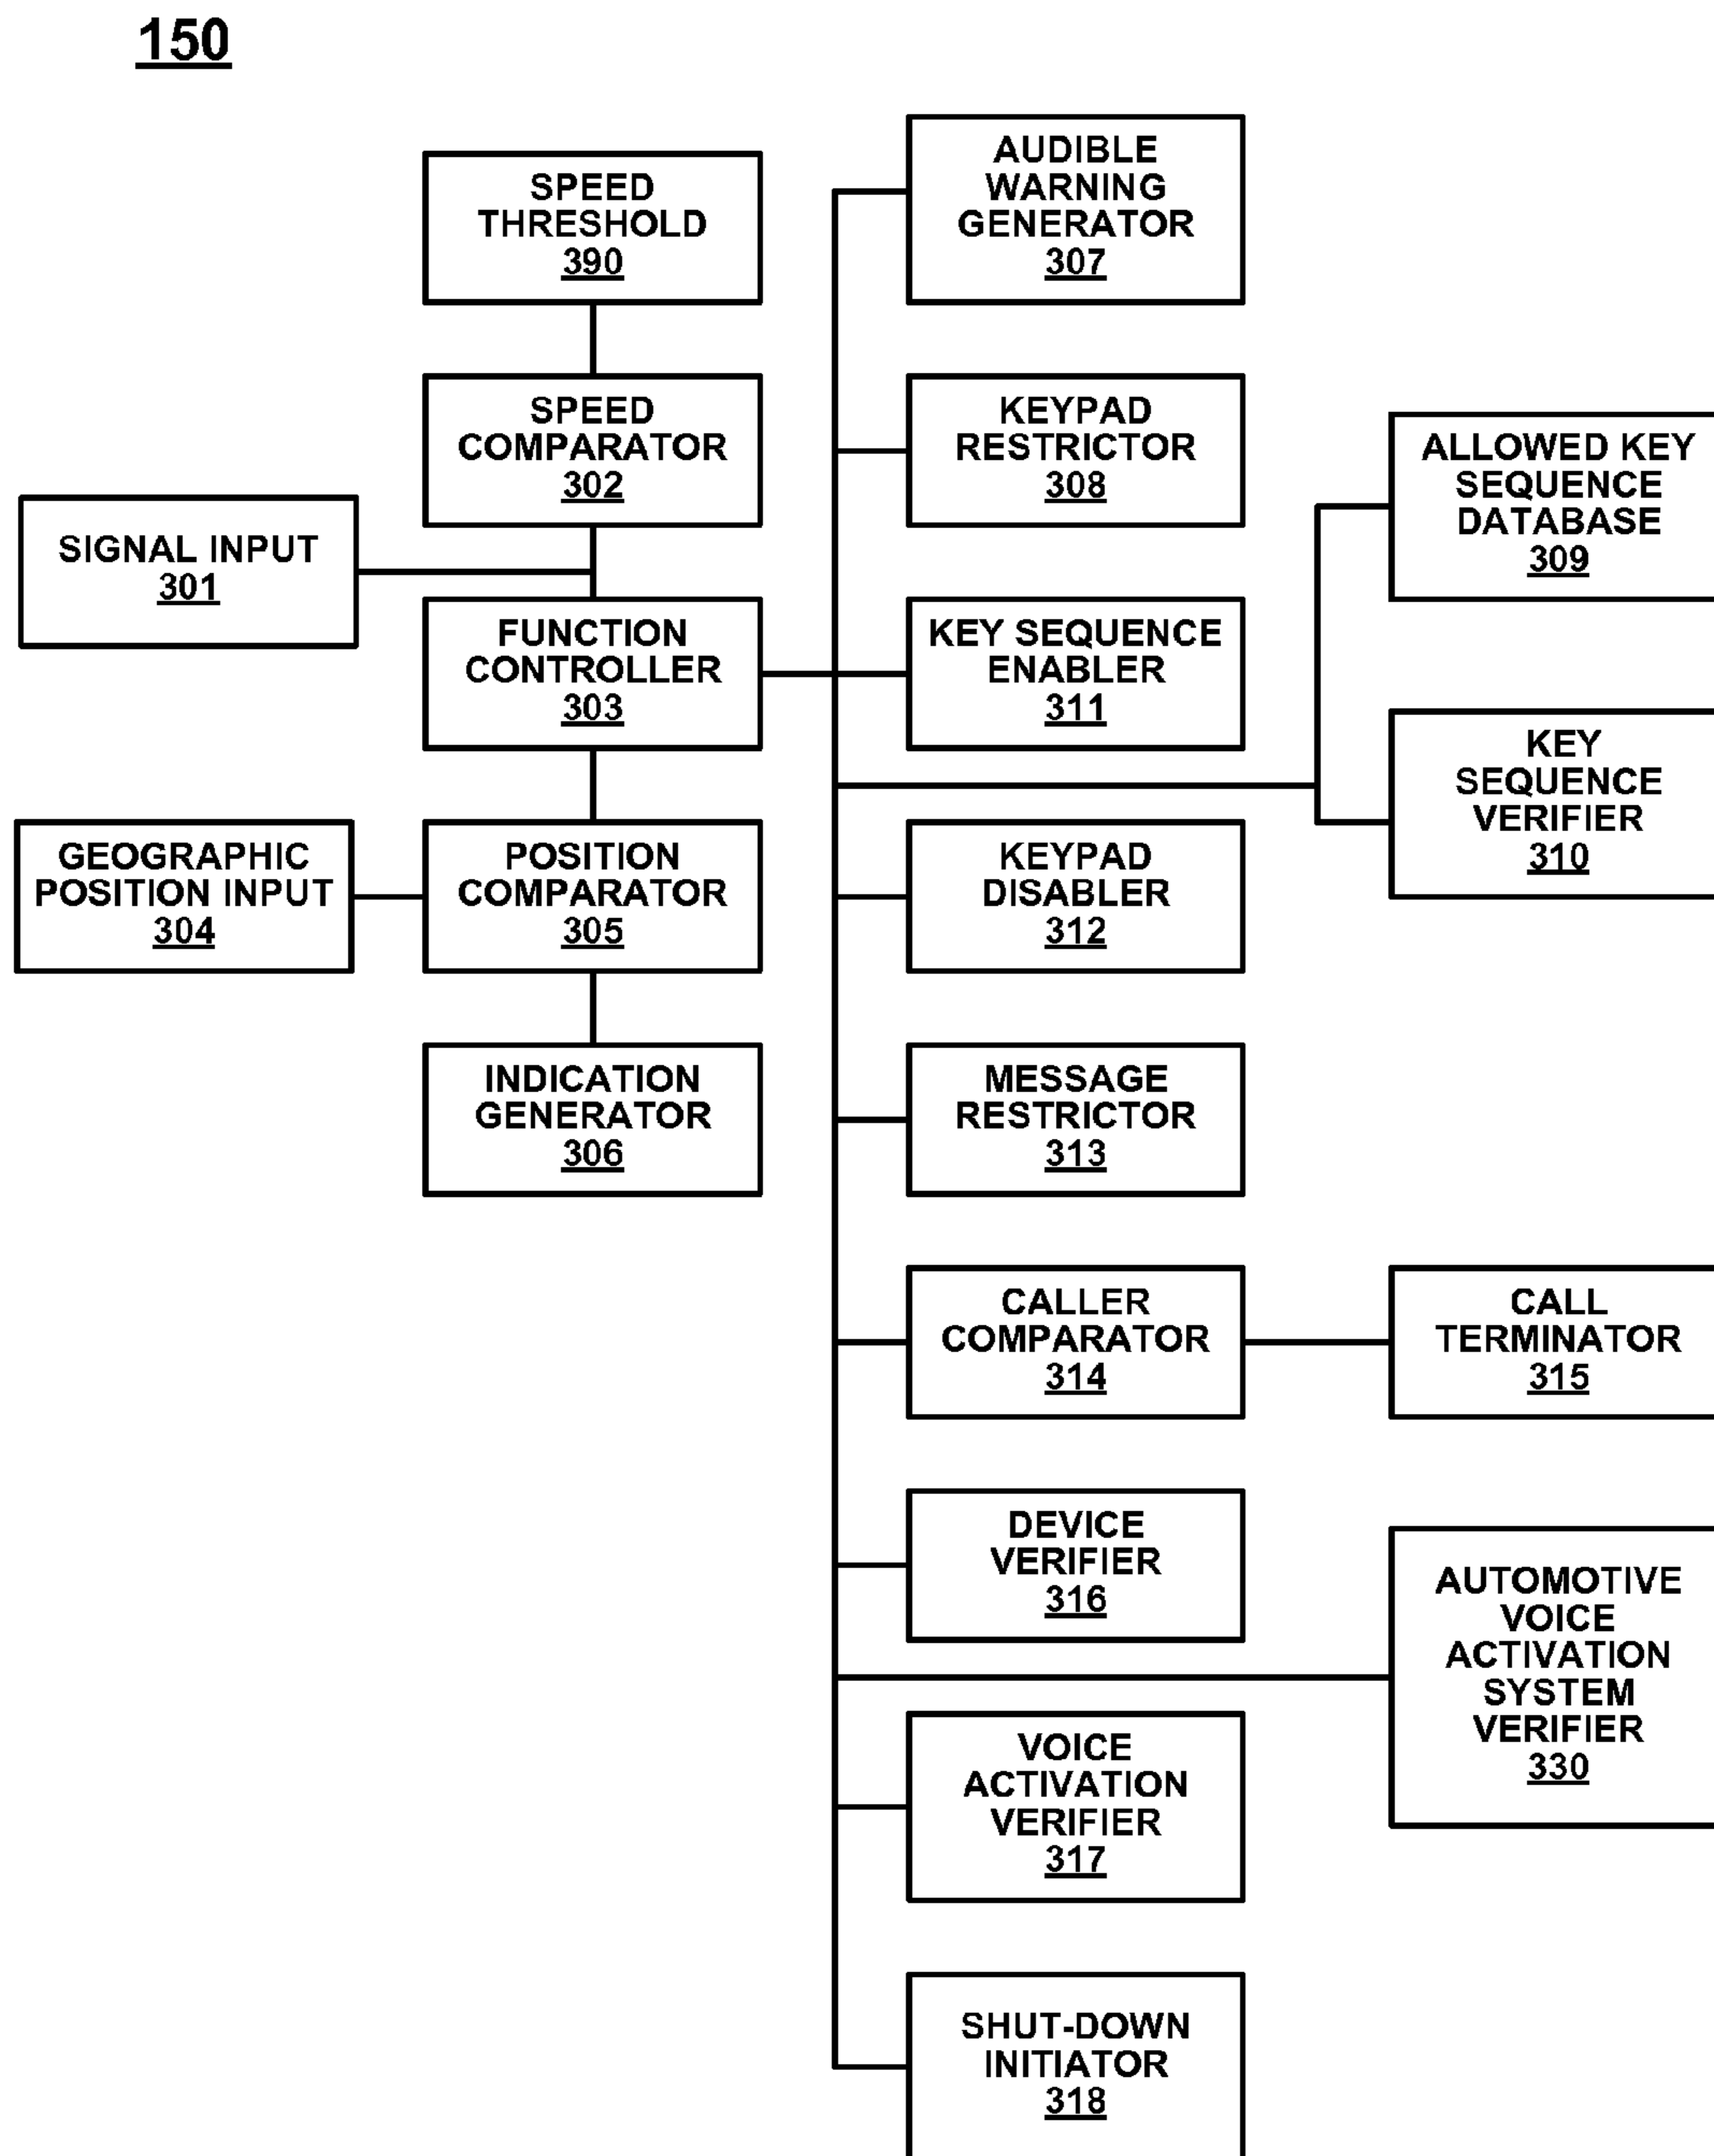 150
SPEED
THRESHOLD
390
SPEED
COMPARATOR
302
SIGNAL INPUT
301
FUNCTION
CONTROLLER
303
GEOGRAPHIC
POSITION INPUT
304
POSITION
COMPARATOR
305
INDICATION
GENERATOR
306
AUDIBLE
WARNING
GENERATOR
307
KEYPAD
RESTRICTOR
308
KEY SEQUENCE
ENABLER
311
KEYPAD
DISABLER
312
MESSAGE
RESTRICTOR
313
CALLER
COMPARATOR
314
DEVICE
VERIFIER
316
VOICE
ACTIVATION
VERIFIER
317
SHUT-DOWN
INITIATOR
318
ALLOWED KEY
SEQUENCE
DATABASE
309
KEY
SEQUENCE
VERIFIER
310
CALL
TERMINATOR
315
AUTOMOTIVE
VOICE
ACTIVATION
SYSTEM
VERIFIER
330